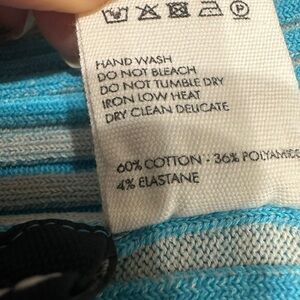 HAND WASH
DO NOT BLEACH
DO NOT TUMBLE DRY
IRON LOW HEAT
DRY CLEAN DELICATE
60% COTTON - 36% POLYAMIDE
4% ELASTANE